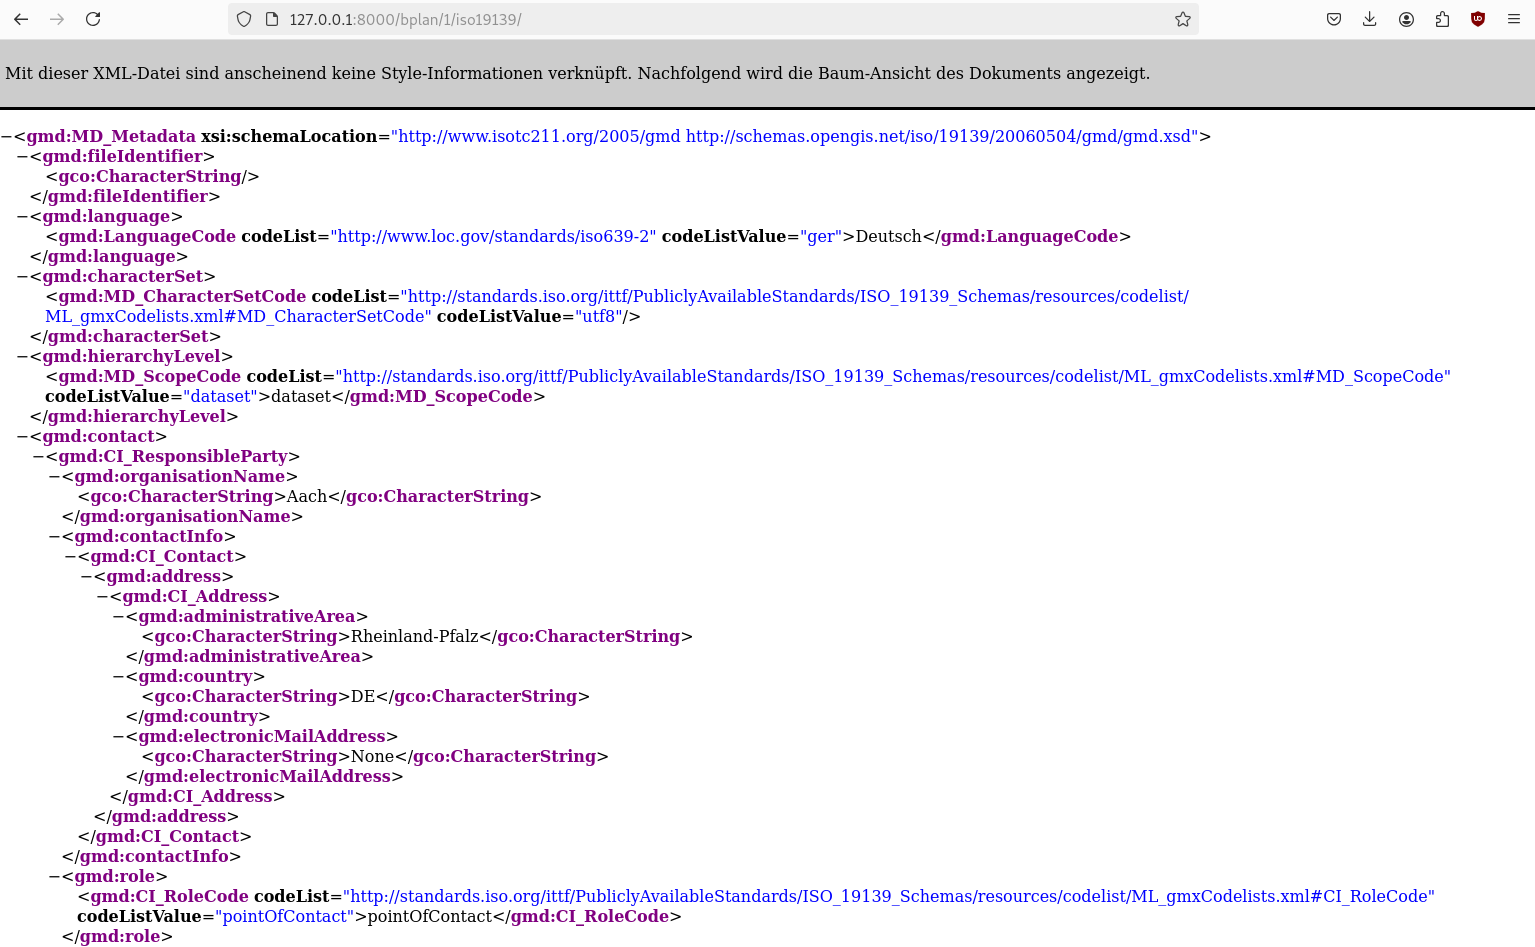 127.0.0.1:8000/bplan/1/iso19139/
Mit dieser XML-Datei sind anscheinend keine Style-Informationen verknüpft. Nachfolgend wird die Baum-Ansicht des Dokuments angezeigt.
−<gmd:MD_Metadata xsi:schemaLocation="http://www.isotc211.org/2005/gmd http://schemas.opengis.net/iso/19139/20060504/gmd/gmd.xsd">
−<gmd:fileIdentifier>
<gco:CharacterString/>
</gmd:fileIdentifier>
−<gmd:language>
<gmd:LanguageCode codeList="http://www.loc.gov/standards/iso639-2" codeListValue="ger">Deutsch</gmd:LanguageCode>
</gmd:language>
−<gmd:characterSet>
<gmd:MD_CharacterSetCode codeList="http://standards.iso.org/ittf/PubliclyAvailableStandards/ISO_19139_Schemas/resources/codelist/
ML_gmxCodelists.xml#MD_CharacterSetCode" codeListValue="utf8"/>
</gmd:characterSet>
−<gmd:hierarchyLevel>
<gmd:MD_ScopeCode codeList="http://standards.iso.org/ittf/PubliclyAvailableStandards/ISO_19139_Schemas/resources/codelist/ML_gmxCodelists.xml#MD_ScopeCode"
codeListValue="dataset">dataset</gmd:MD_ScopeCode>
</gmd:hierarchyLevel>
−<gmd:contact>
−<gmd:CI_ResponsibleParty>
−<gmd:organisationName>
<gco:CharacterString>Aach</gco:CharacterString>
</gmd:organisationName>
−<gmd:contactInfo>
−<gmd:CI_Contact>
−<gmd:address>
−<gmd:CI_Address>
−<gmd:administrativeArea>
<gco:CharacterString>Rheinland-Pfalz</gco:CharacterString>
</gmd:administrativeArea>
−<gmd:country>
<gco:CharacterString>DE</gco:CharacterString>
</gmd:country>
−<gmd:electronicMailAddress>
<gco:CharacterString>None</gco:CharacterString>
</gmd:electronicMailAddress>
</gmd:CI_Address>
</gmd:address>
</gmd:CI_Contact>
</gmd:contactInfo>
−<gmd:role>
<gmd:CI_RoleCode codeList="http://standards.iso.org/ittf/PubliclyAvailableStandards/ISO_19139_Schemas/resources/codelist/ML_gmxCodelists.xml#CI_RoleCode"
codeListValue="pointOfContact">pointOfContact</gmd:CI_RoleCode>
</gmd:role>